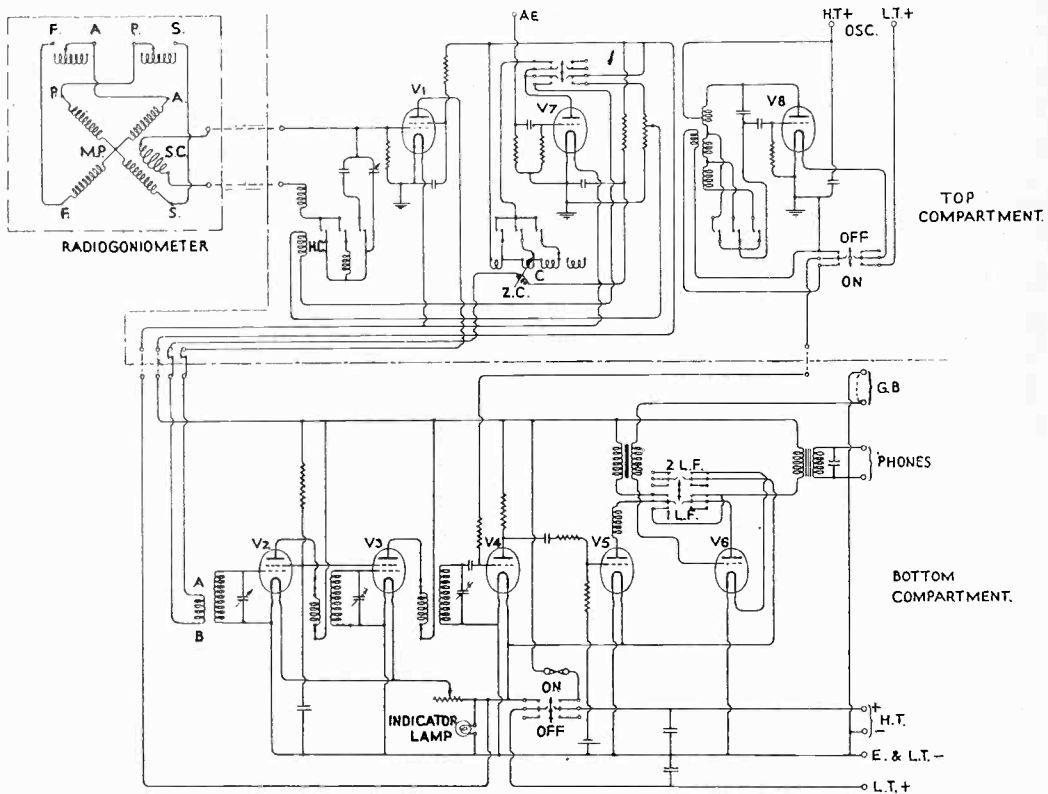 AE
H.T+
L.T.+
OSC.
F. A P. S.
P. A
M.P. S.C.
F. S.
RADIOGONIOMETER
V1
V7
V8
H.C.
C
Z.C.
OFF
ON
TOP
COMPARTMENT.
G.B
PHONES
2 L.F.
1 L.F.
V2
V3
V4
V5
V6
A
B
BOTTOM
COMPARTMENT.
INDICATOR
LAMP
ON
OFF
+
H.T.
−
E. & L.T. −
L.T. +